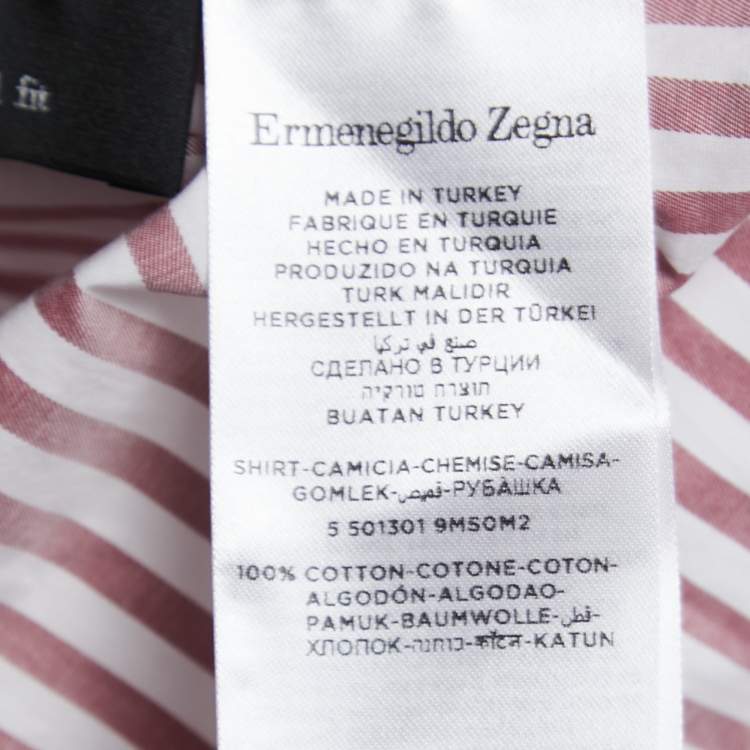 fit
Ermenegildo Zegna
MADE IN TURKEY
FABRIQUE EN TURQUIE
HECHO EN TURQUIA
PRODUZIDO NA TURQUIA
TURK MALIDIR
HERGESTELLT IN DER TÜRKEI
صنع في تركيا
СДЕЛАНО В ТУРЦИИ
תוצרת טורקיה
BUATAN TURKEY
SHIRT-CAMICIA-CHEMISE-CAMISA-
GOMLEK-قميص-РУБАШКА
5 501301 9MSOM2
100% COTTON-COTONE-COTON-
ALGODÓN-ALGODAO-
PAMUK-BAUMWOLLE-قطن-
ХЛОПОК-כותנה-कॉटन-KATUN